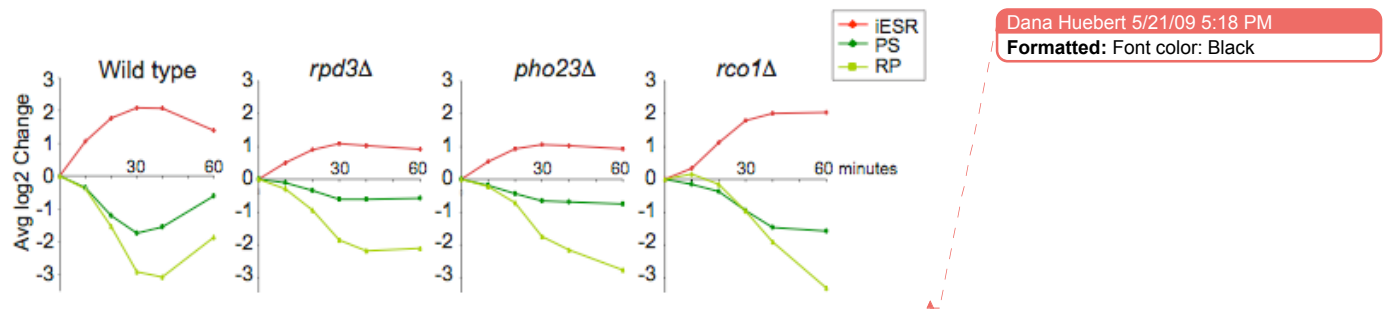 Dana Huebert 5/21/09 5:18 PM
Formatted: Font color: Black
iESR
PS
RP
Wild type
rpd3Δ
pho23Δ
rco1Δ
Avg log2 Change
3
2
1
0
-1
-2
-3
30 60
3
2
1
0
-1
-2
-3
30 60
3
2
1
0
-1
-2
-3
30 60
3
2
1
0
-1
-2
-3
30 60 minutes